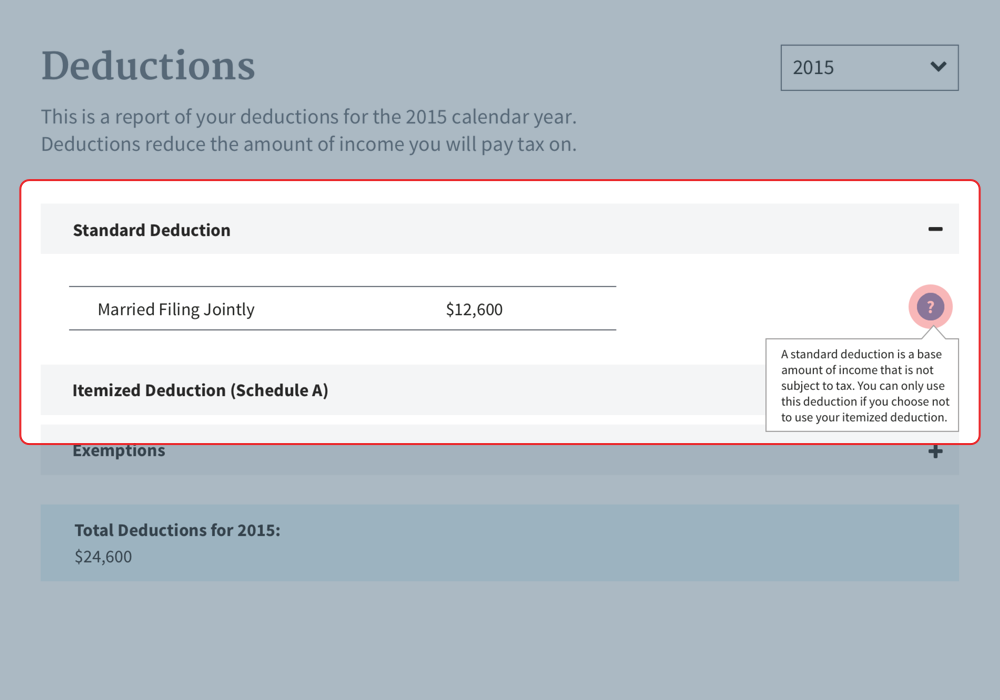 Deductions
2015
This is a report of your deductions for the 2015 calendar year.
Deductions reduce the amount of income you will pay tax on.
Standard Deduction
Married Filing Jointly $12,600
?
A standard deduction is a base
amount of income that is not
subject to tax. You can only use
this deduction if you choose not
to use your itemized deduction.
Itemized Deduction (Schedule A)
Exemptions
Total Deductions for 2015:
$24,600